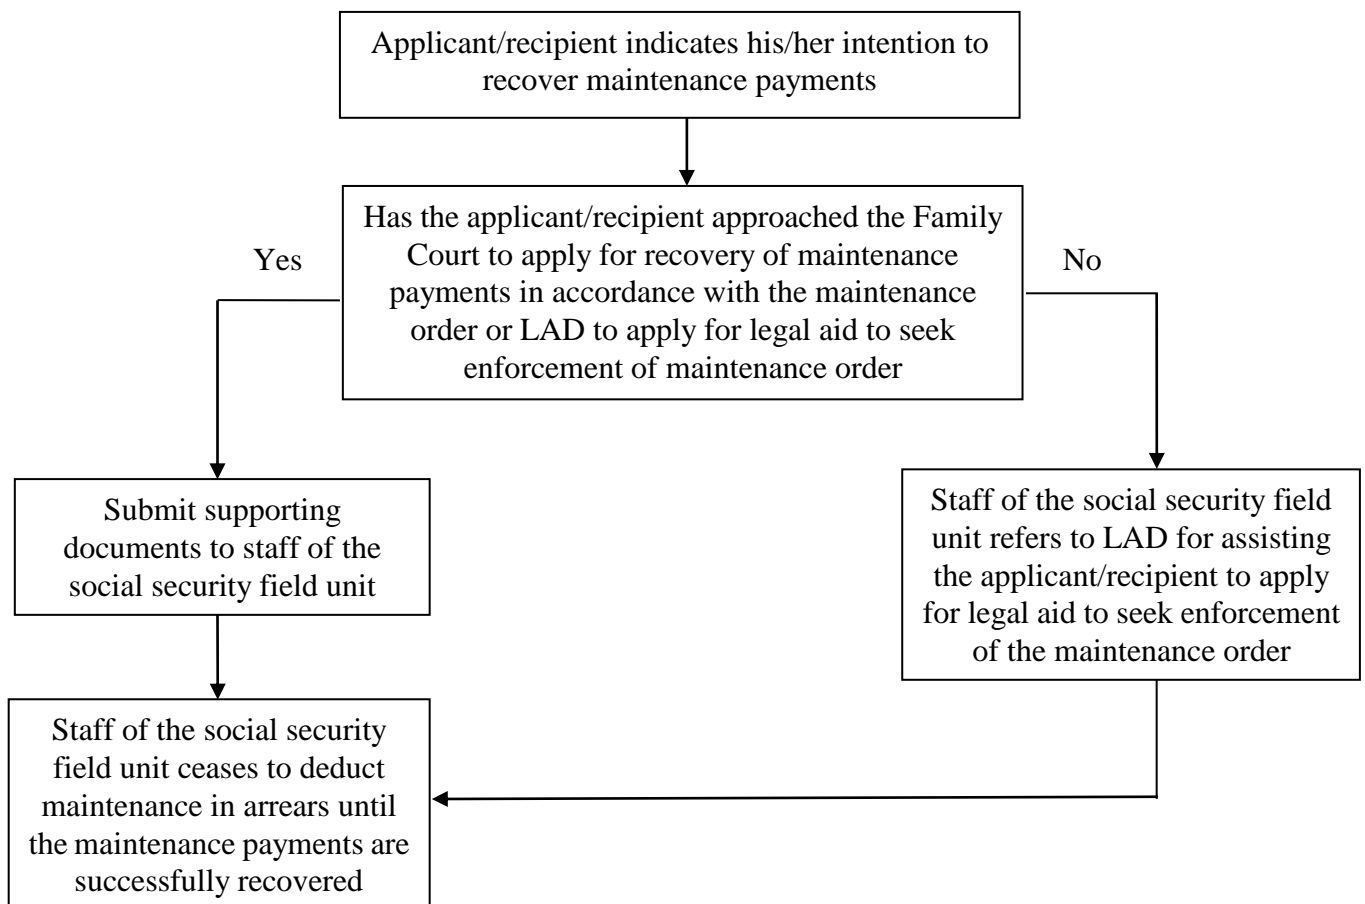 Applicant/recipient indicates his/her intention to
recover maintenance payments
Has the applicant/recipient approached the Family
Court to apply for recovery of maintenance
payments in accordance with the maintenance
order or LAD to apply for legal aid to seek
enforcement of maintenance order
Yes
No
Submit supporting
documents to staff of the
social security field unit
Staff of the social security field
unit refers to LAD for assisting
the applicant/recipient to apply
for legal aid to seek enforcement
of the maintenance order
Staff of the social security
field unit ceases to deduct
maintenance in arrears until
the maintenance payments are
successfully recovered